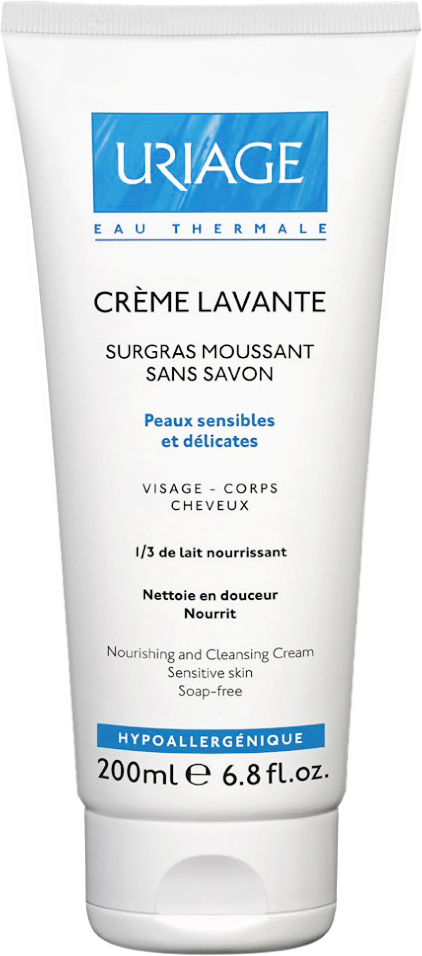 URIAGE
EAU THERMALE
CRÈME LAVANTE
SURGRAS MOUSSANT
SANS SAVON
Peaux sensibles
et délicates
VISAGE - CORPS
CHEVEUX
1/3 de lait nourrissant
Nettoie en douceur
Nourrit
Nourishing and Cleansing Cream
Sensitive skin
Soap-free
HYPOALLERGÉNIQUE
200ml ℮ 6.8 fl.oz.